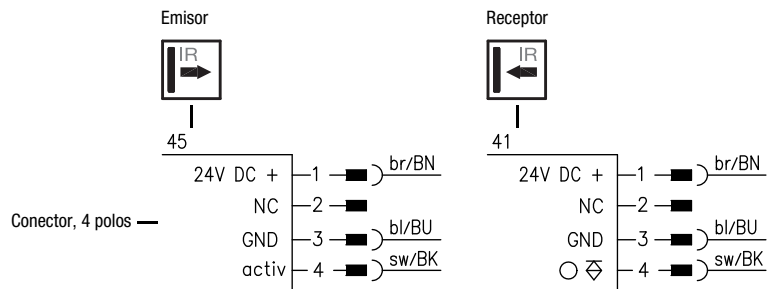 Emisor
IR
45
24V DC + 1 br/BN
NC 2
GND 3 bl/BU
activ 4 sw/BK
Conector, 4 polos
Receptor
IR
41
24V DC + 1 br/BN
NC 2
GND 3 bl/BU
4 sw/BK